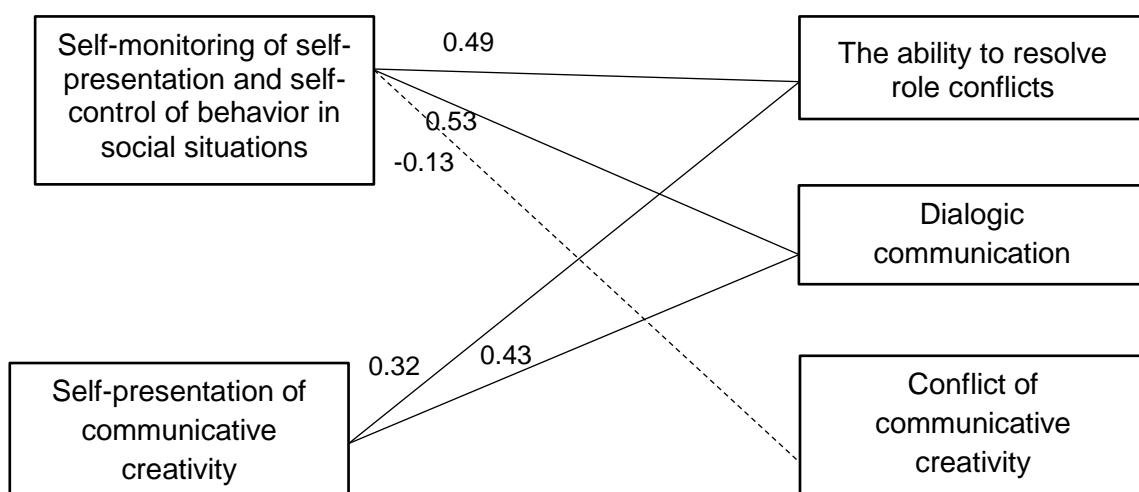 Self-monitoring of self-
presentation and self-
control of behavior in
social situations
0.49
0.53
-0.13
The ability to resolve
role conflicts
Dialogic
communication
Self-presentation of
communicative
creativity
0.32
0.43
Conflict of
communicative
creativity